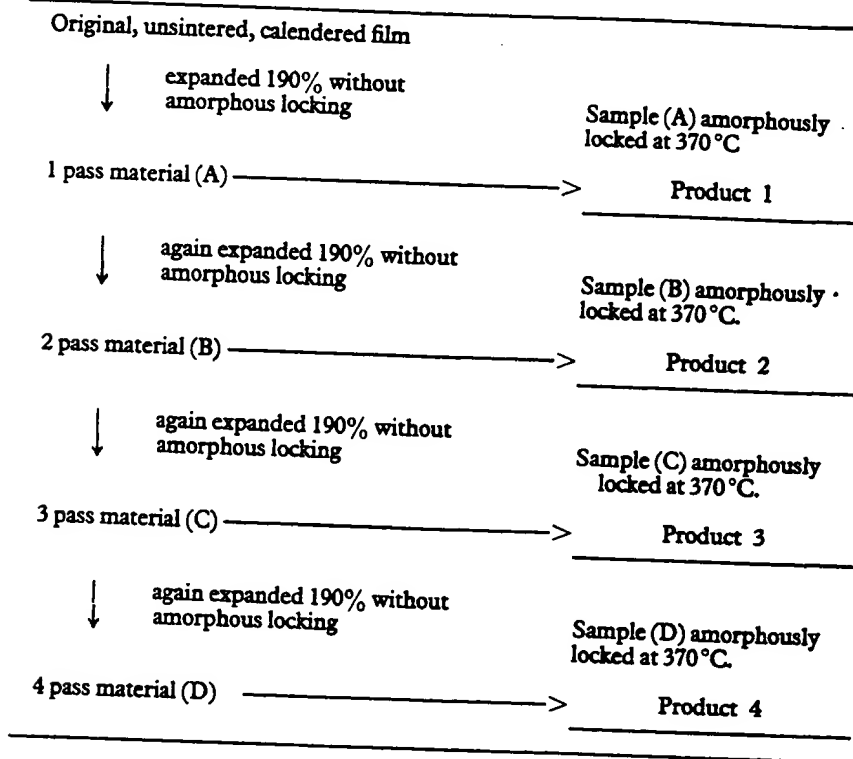 Original, unsintered, calendered film
expanded 190% without
amorphous locking
Sample (A) amorphously
locked at 370°C
1 pass material (A)
Product 1
again expanded 190% without
amorphous locking
Sample (B) amorphously
locked at 370°C.
2 pass material (B)
Product 2
again expanded 190% without
amorphous locking
Sample (C) amorphously
locked at 370°C.
3 pass material (C)
Product 3
again expanded 190% without
amorphous locking
Sample (D) amorphously
locked at 370°C.
4 pass material (D)
Product 4